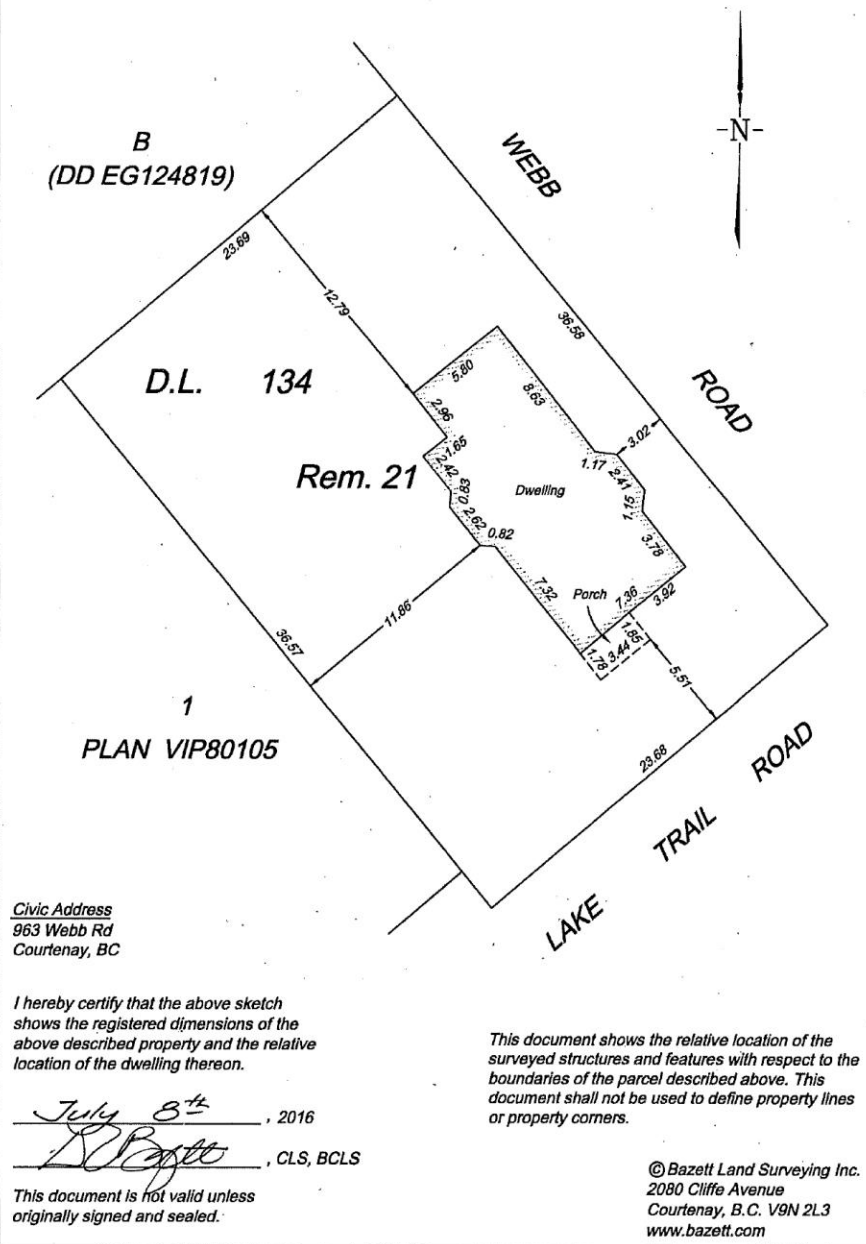 B
(DD EG124819)
-N-
WEBB
ROAD
23.69
12.79
36.58
D.L. 134
5.80
8.63
2.96
1.65
3.02
Rem. 21
2.42
0.83
1.17
2.41
Dwelling
1.15
2.62
0.82
3.78
7.32
Porch
7.36
3.92
11.86
1.85
3.44
1.78
5.51
36.57
1
PLAN VIP80105
23.68
LAKE TRAIL ROAD
Civic Address
963 Webb Rd
Courtenay, BC
I hereby certify that the above sketch
shows the registered dimensions of the
above described property and the relative
location of the dwelling thereon.
July 8th, 2016
, CLS, BCLS
This document is not valid unless
originally signed and sealed.
This document shows the relative location of the
surveyed structures and features with respect to the
boundaries of the parcel described above. This
document shall not be used to define property lines
or property corners.
© Bazett Land Surveying Inc.
2080 Cliffe Avenue
Courtenay, B.C. V9N 2L3
www.bazett.com